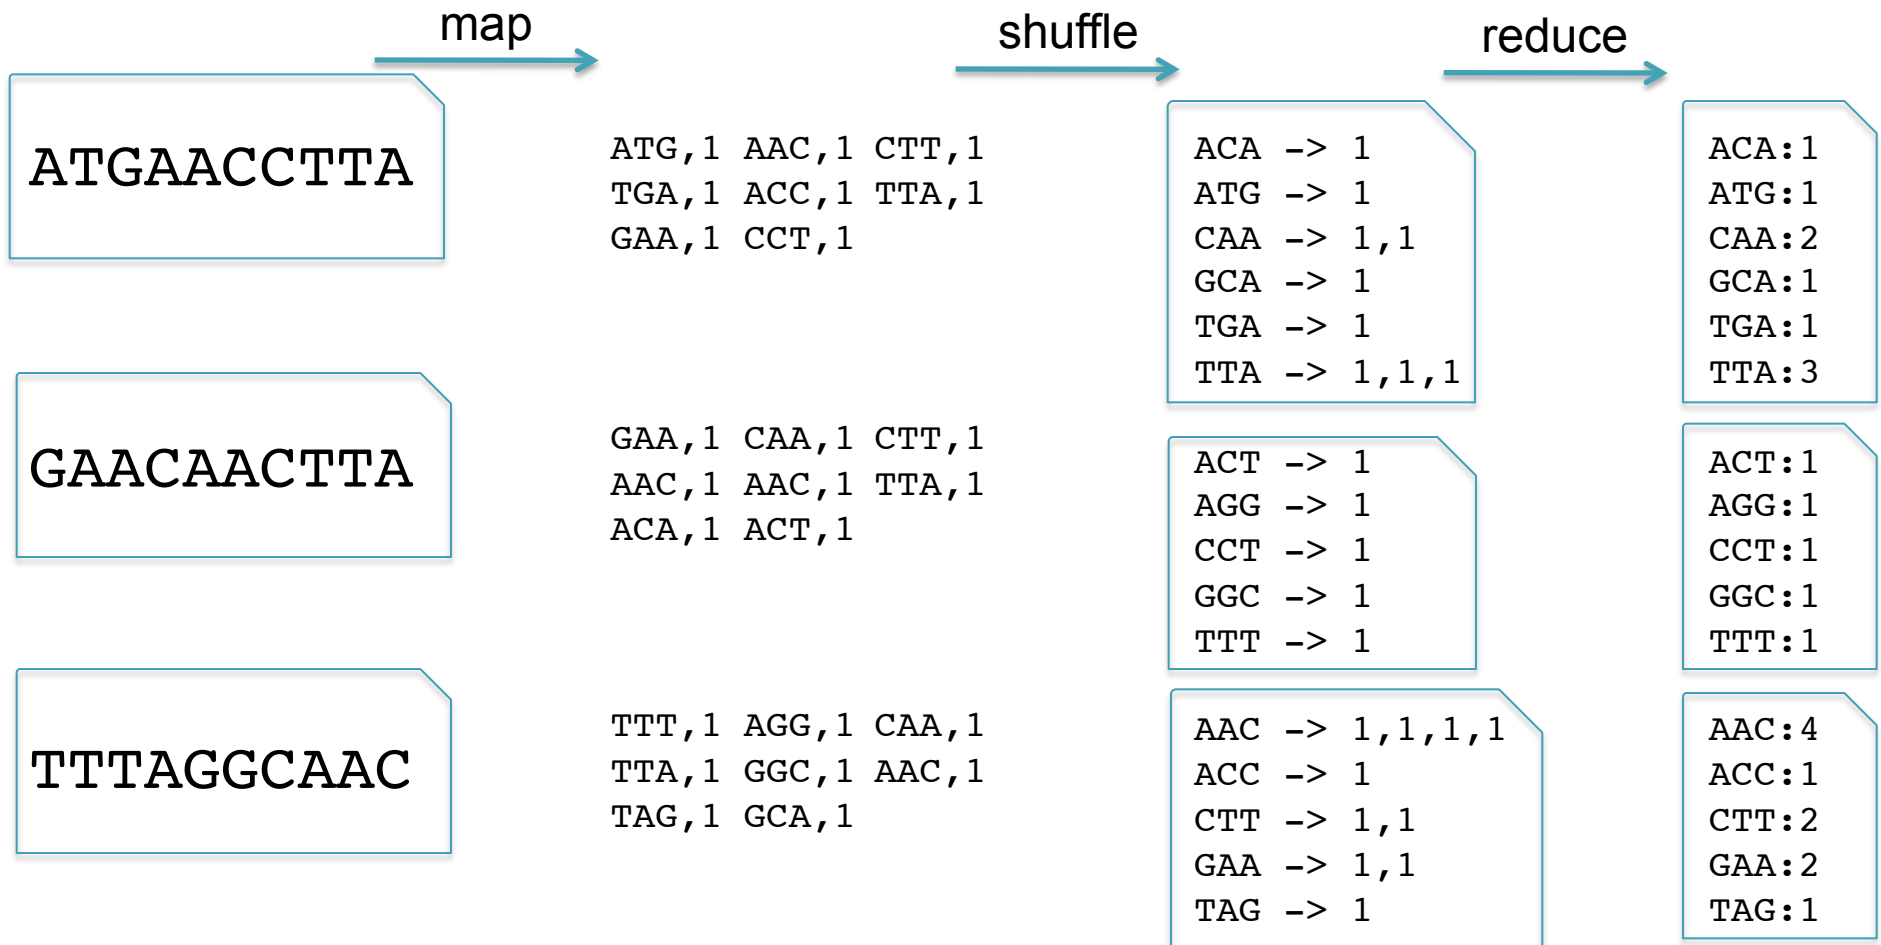 map
shuffle
reduce
ATGAACCTTA
ATG,1 AAC,1 CTT,1
TGA,1 ACC,1 TTA,1
GAA,1 CCT,1
ACA -> 1
ATG -> 1
CAA -> 1,1
GCA -> 1
TGA -> 1
TTA -> 1,1,1
ACA:1
ATG:1
CAA:2
GCA:1
TGA:1
TTA:3
GAACAACTTA
GAA,1 CAA,1 CTT,1
AAC,1 AAC,1 TTA,1
ACA,1 ACT,1
ACT -> 1
AGG -> 1
CCT -> 1
GGC -> 1
TTT -> 1
ACT:1
AGG:1
CCT:1
GGC:1
TTT:1
TTTAGGCAAC
TTT,1 AGG,1 CAA,1
TTA,1 GGC,1 AAC,1
TAG,1 GCA,1
AAC -> 1,1,1,1
ACC -> 1
CTT -> 1,1
GAA -> 1,1
TAG -> 1
AAC:4
ACC:1
CTT:2
GAA:2
TAG:1